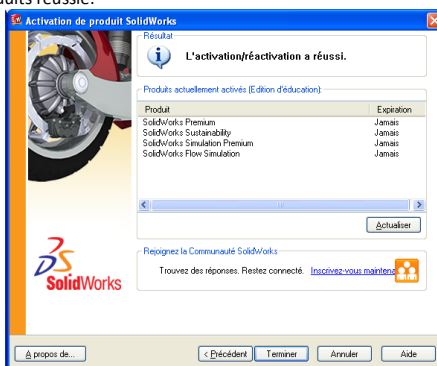 duits réussie.
Activation de produit SolidWorks
Résultat
L'activation/réactivation a réussi.
Produits actuellement activés (Edition d'éducation):
Produit Expiration
SolidWorks Premium Jamais
SolidWorks Sustainability Jamais
SolidWorks Simulation Premium Jamais
SolidWorks Flow Simulation Jamais
Actualiser
Rejoignez la Communauté SolidWorks
Trouvez des réponses. Restez connecté. Inscrivez-vous maintena
SolidWorks
A propos de... < Précédent Terminer Annuler Aide